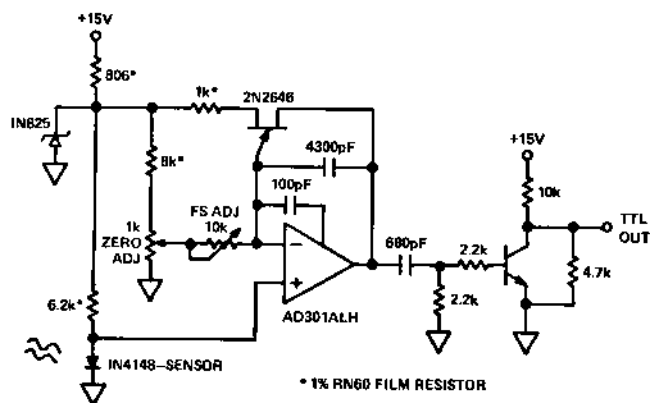 +15V
806*
1k*
2N2646
IN825
4300pF
8k*
100pF
+15V
FS ADJ
10k
10k
1k
ZERO
ADJ
680pF
2.2k
TTL
OUT
4.7k
6.2k*
2.2k
AD301ALH
IN4148–SENSOR
* 1% RN60 FILM RESISTOR